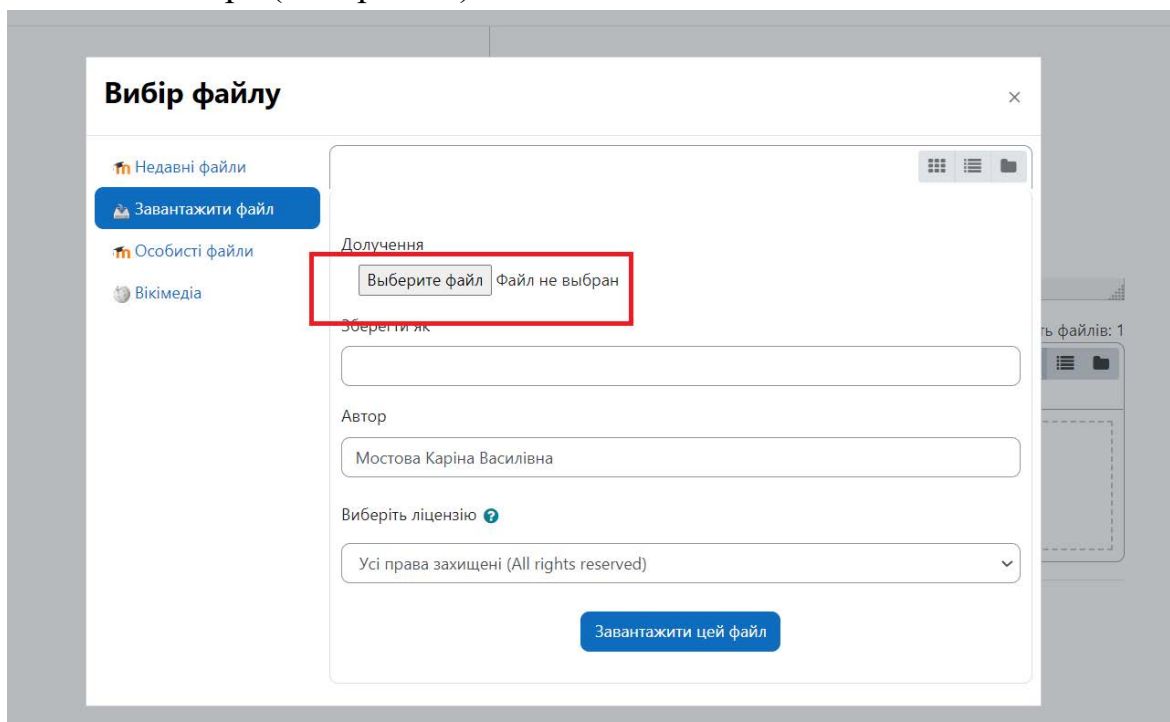 Вибір файлу
Недавні файли
Завантажити файл
Особисті файли
Вікімедіа
Долучення
Выберите файл Файл не выбран
Зберегти як
Автор
Мостова Каріна Василівна
Виберіть ліцензію
Усі права захищені (All rights reserved)
Завантажити цей файл
файлів: 1